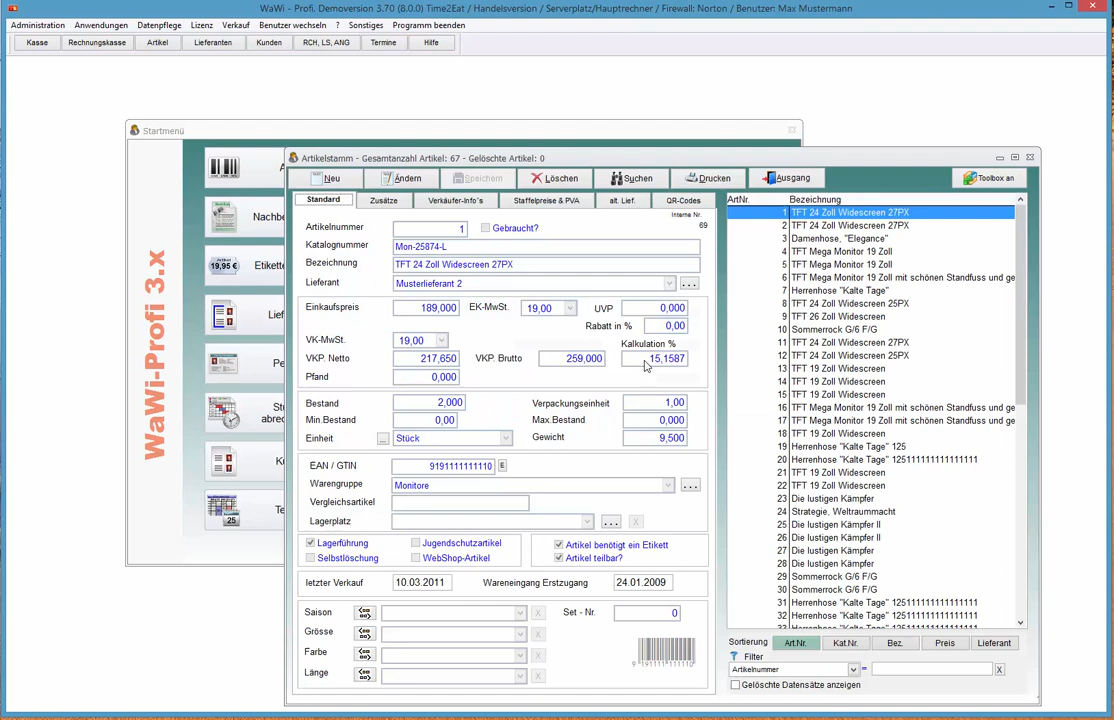 WaWi - Profi. Demoversion 3.70 (8.0.0) Time2Eat / Handelsversion / Serverplatz/Hauptrechner / Firewall: Norton / Benutzer: Max Mustermann
Administration Anwendungen Datenpflege Lizenz Verkauf Benutzer wechseln ? Sonstiges Programm beenden
Kasse Rechnungskasse Artikel Lieferanten Kunden RCH, LS, ANG Termine Hilfe
Startmenü
WaWi-Profi 3.x
Nachbe
19,95 €
Etikette
Lief
abrec
25
Artikelstamm - Gesamtanzahl Artikel: 67 - Gelöschte Artikel: 0
Neu Ändern Speichern Löschen Suchen Drucken Ausgang Toolbox an
Standard Zusätze Verkäufer-Info's Staffelpreise & PVA alt. Lief. QR-Codes
Interne Nr.
69
Artikelnummer 1 Gebraucht?
Katalognummer Mon-25874-L
Bezeichnung TFT 24 Zoll Widescreen 27PX
Lieferant Musterlieferant 2 ...
Einkaufspreis 189,000 EK-MwSt. 19,00 UVP 0,000
Rabatt in % 0,00
VK-MwSt. 19,00 Kalkulation %
VKP. Netto 217,650 VKP. Brutto 259,000 15,1587
Pfand 0,000
Bestand 2,000 Verpackungseinheit 1,00
Min.Bestand 0,00 Max.Bestand 0,000
Einheit ... Stück Gewicht 9,500
EAN / GTIN 9191111111110 E
Warengruppe Monitore ...
Vergleichsartikel
Lagerplatz ... X
Lagerführung Jugendschutzartikel Artikel benötigt ein Etikett
Selbstlöschung WebShop-Artikel Artikel teilbar?
letzter Verkauf 10.03.2011 Wareneingang Erstzugang 24.01.2009
Saison X Set - Nr. 0
Grösse X
Farbe X
Länge X
9 191111 111110
ArtNr. Bezeichnung
1 TFT 24 Zoll Widescreen 27PX
2 TFT 24 Zoll Widescreen 27PX
3 Damenhose, "Elegance"
4 TFT Mega Monitor 19 Zoll
5 TFT Mega Monitor 19 Zoll
6 TFT Mega Monitor 19 Zoll mit schönen Standfuss und ge
7 Herrenhose "Kalte Tage"
8 TFT 24 Zoll Widescreen 25PX
9 TFT 26 Zoll Widescreen
10 Sommerrock G/6 F/G
11 TFT 24 Zoll Widescreen 27PX
12 TFT 24 Zoll Widescreen 25PX
13 TFT 19 Zoll Widescreen
14 TFT 19 Zoll Widescreen
15 TFT 19 Zoll Widescreen
16 TFT Mega Monitor 19 Zoll mit schönen Standfuss und ge
17 TFT Mega Monitor 19 Zoll mit schönen Standfuss und ge
18 TFT 19 Zoll Widescreen
19 Herrenhose "Kalte Tage" 125
20 Herrenhose "Kalte Tage" 1251111111111111111
21 TFT 19 Zoll Widescreen
22 TFT 19 Zoll Widescreen
23 Die lustigen Kämpfer
24 Strategie, Weltraummacht
25 Die lustigen Kämpfer II
26 Die lustigen Kämpfer II
27 Die lustigen Kämpfer
28 Die lustigen Kämpfer
29 Sommerrock G/6 F/G
30 Sommerrock G/6 F/G
31 Herrenhose "Kalte Tage" 1251111111111111111
32 Herrenhose "Kalte Tage" 1251111111111111111
Sortierung Art.Nr. Kat.Nr. Bez. Preis Lieferant
Filter
Artikelnummer = X
Gelöschte Datensätze anzeigen